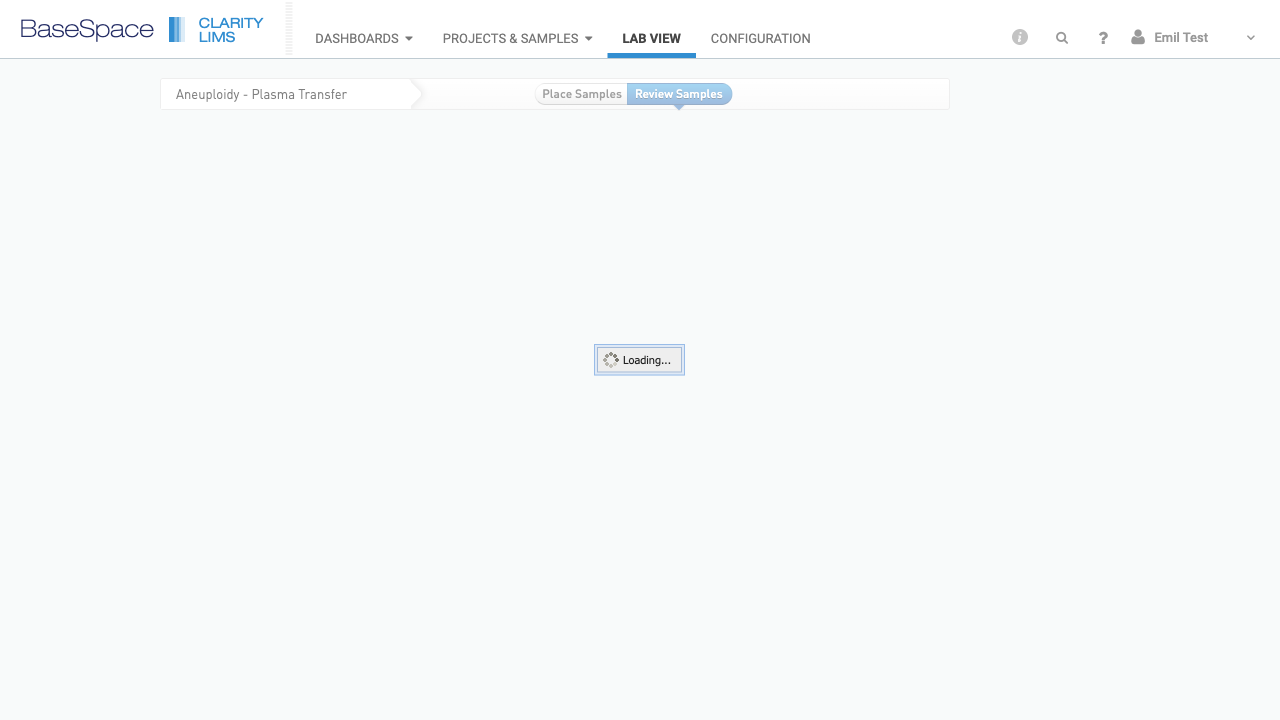 BaseSpace CLARITY LIMS
DASHBOARDS PROJECTS & SAMPLES LAB VIEW CONFIGURATION
i ? Emil Test
Aneuploidy - Plasma Transfer
Place Samples Review Samples
Loading...